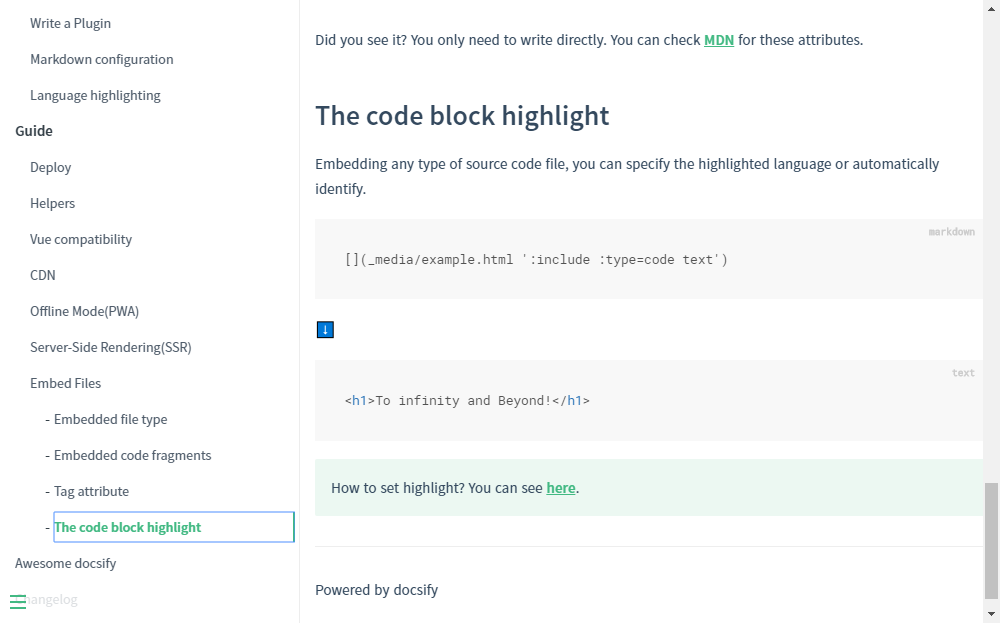 Write a Plugin
Markdown configuration
Language highlighting
Guide
Deploy
Helpers
Vue compatibility
CDN
Offline Mode(PWA)
Server-Side Rendering(SSR)
Embed Files
- Embedded file type
- Embedded code fragments
- Tag attribute
- The code block highlight
Awesome docsify
Changelog
Did you see it? You only need to write directly. You can check MDN for these attributes.
The code block highlight
Embedding any type of source code file, you can specify the highlighted language or automatically
identify.
markdown
[](_media/example.html ':include :type=code text')
↓
text
<h1>To infinity and Beyond!</h1>
How to set highlight? You can see here.
Powered by docsify